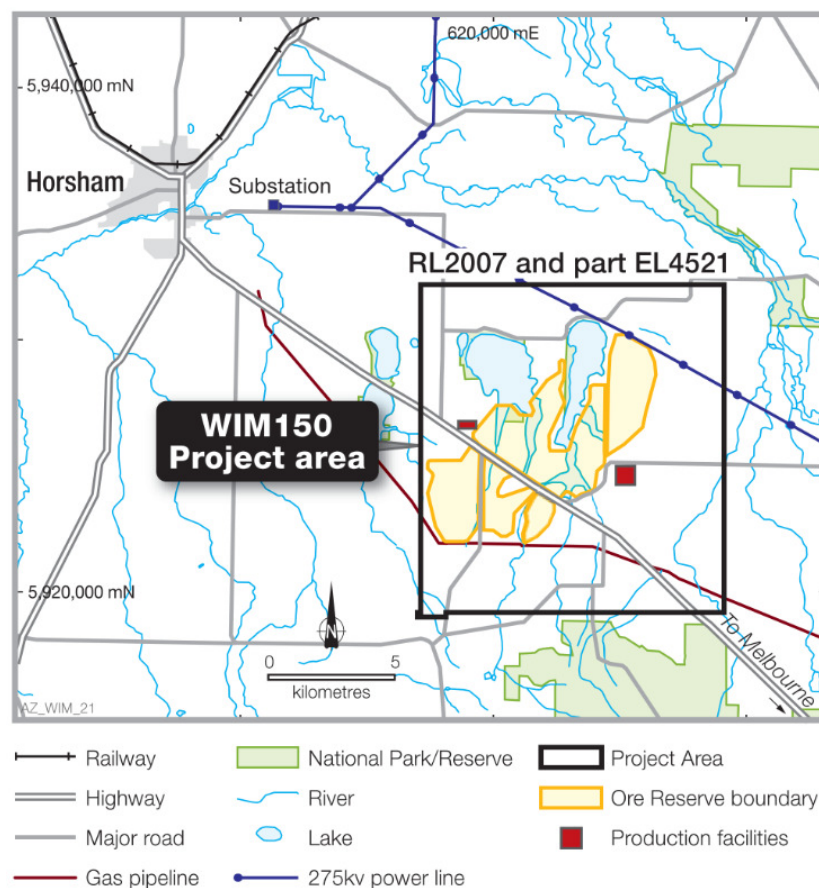 620,000 mE
5,940,000 mN
Horsham
Substation
RL2007 and part EL4521
WIM150
Project area
5,920,000 mN
N
0 5
kilometres
To Melbourne
AZ_WIM_21
Railway
National Park/Reserve
Project Area
Highway
River
Ore Reserve boundary
Major road
Lake
Production facilities
Gas pipeline
275kv power line